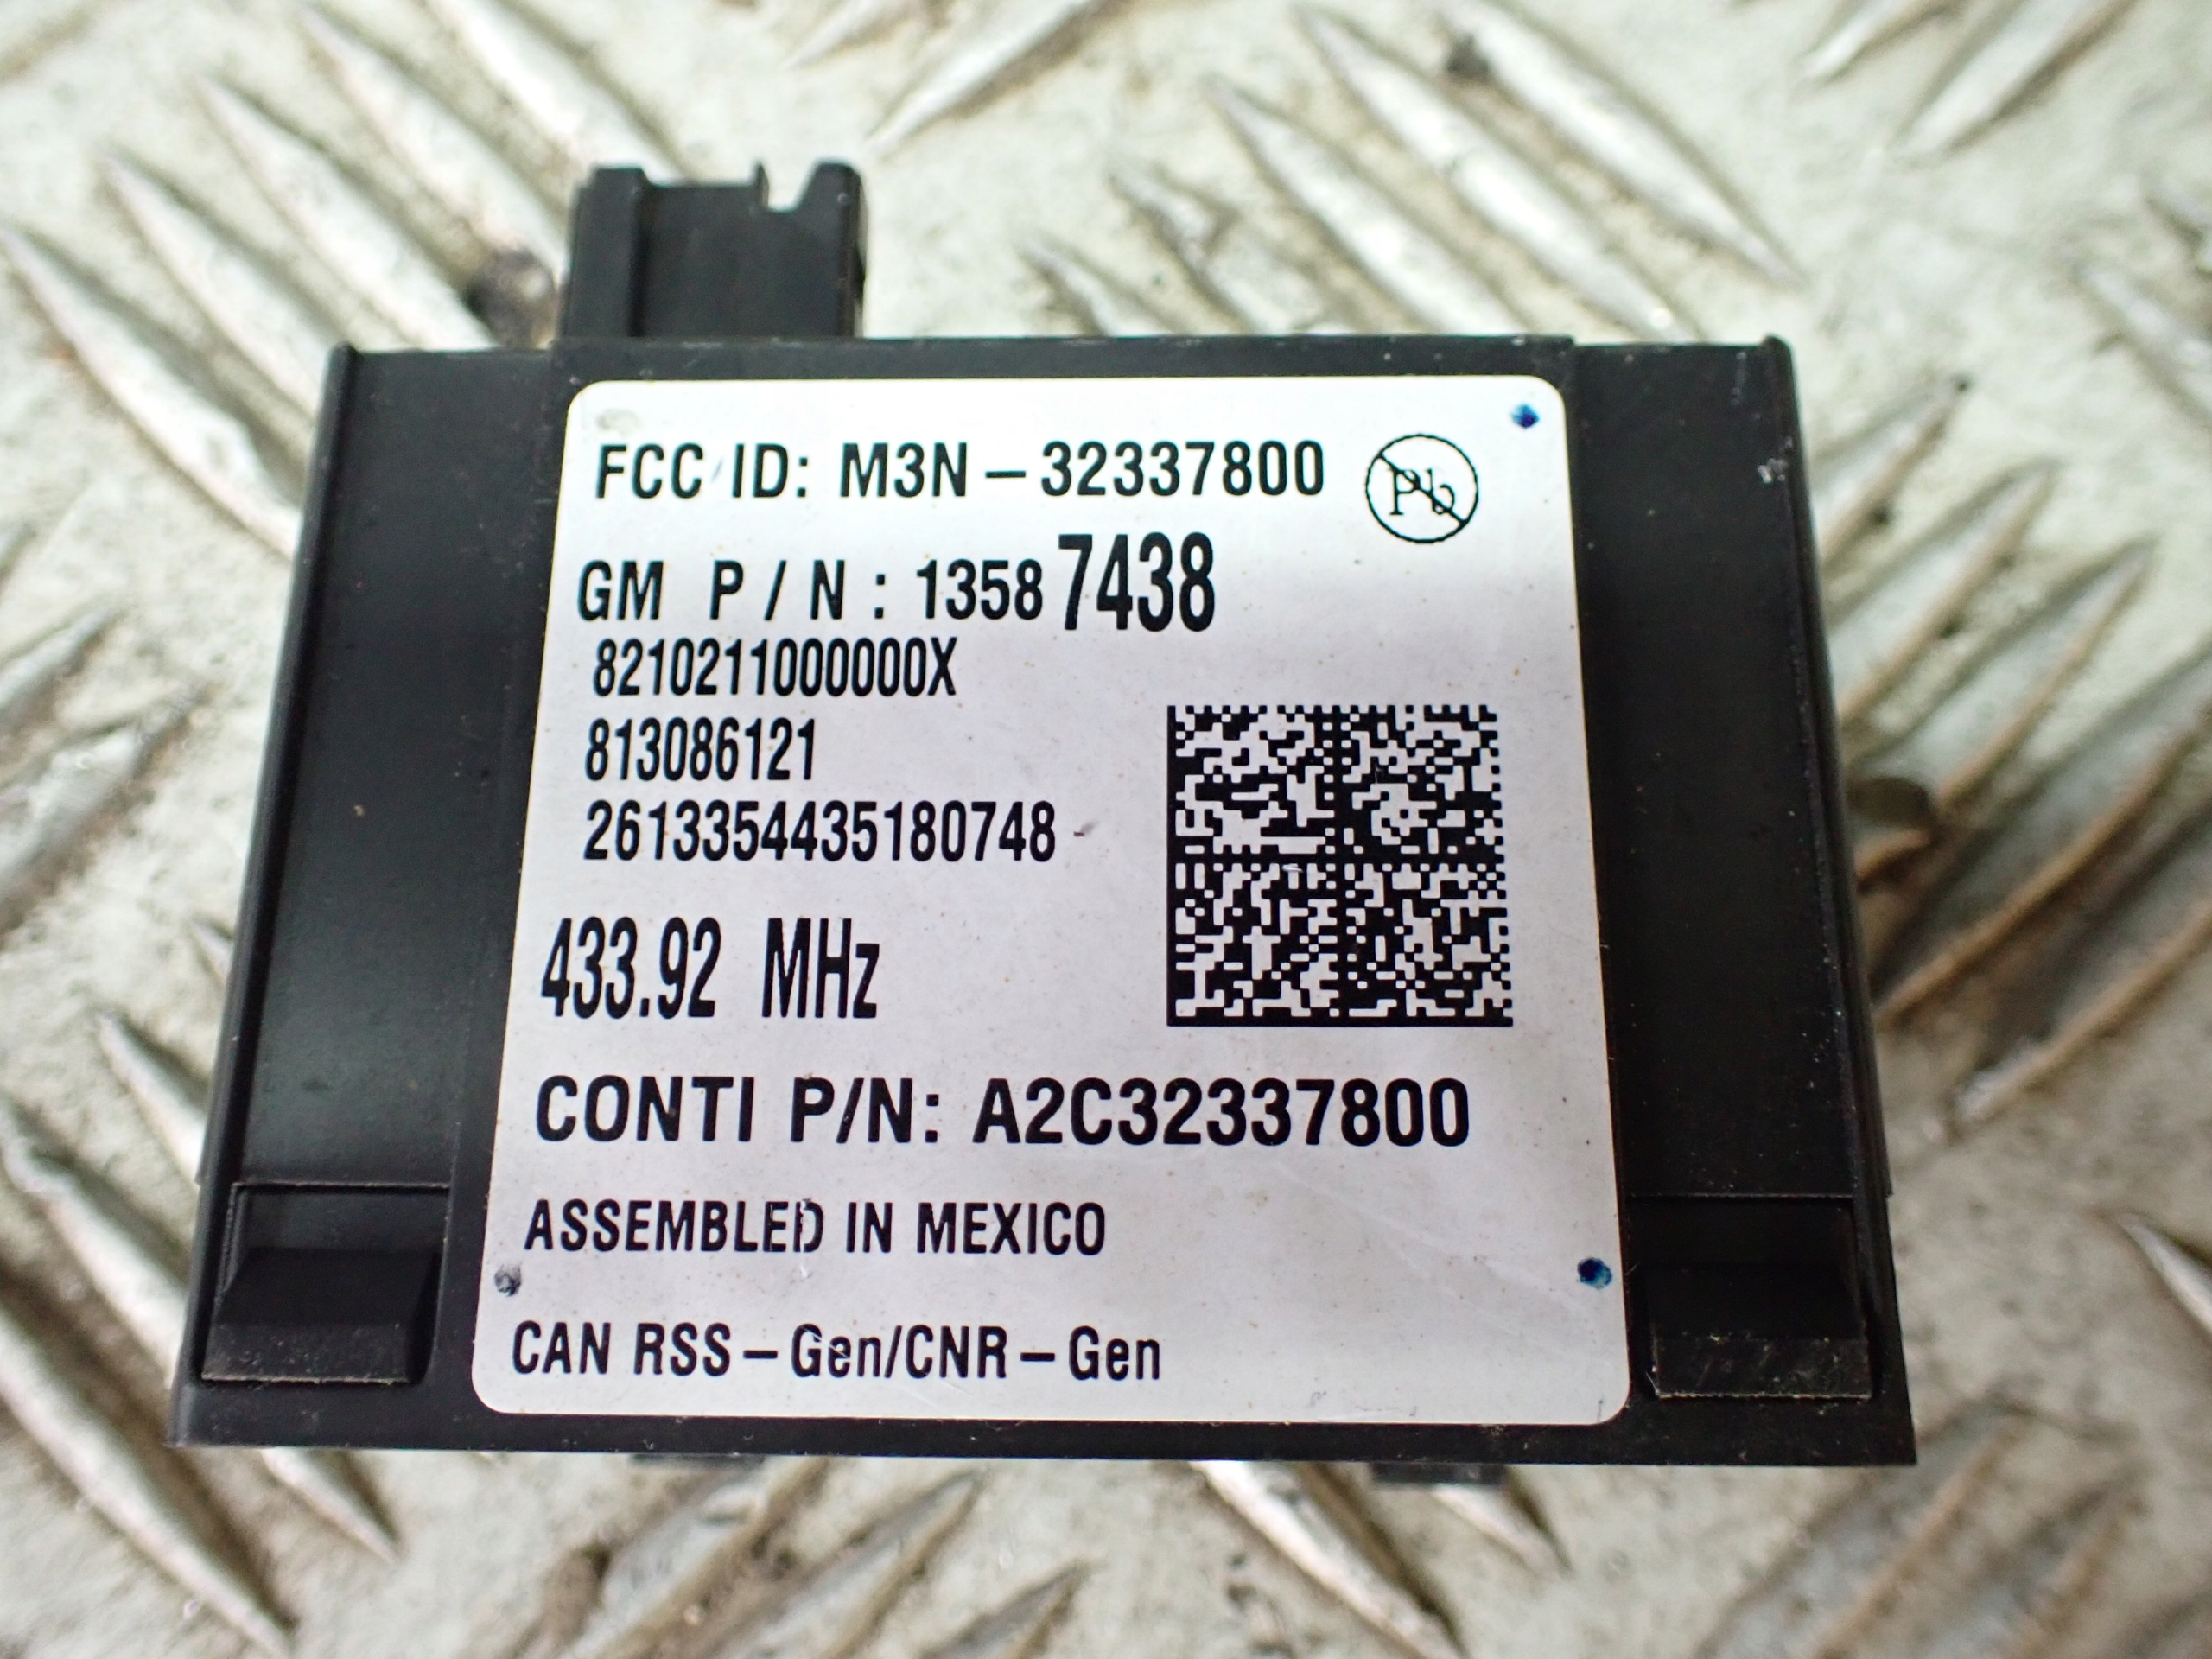 FCC ID: M3N-32337800
Pb
GM P/N: 13587438
8210211000000X
813086121
2613354435180748
433.92 MHz
CONTI P/N: A2C32337800
ASSEMBLED IN MEXICO
CAN RSS-Gen/CNR-Gen